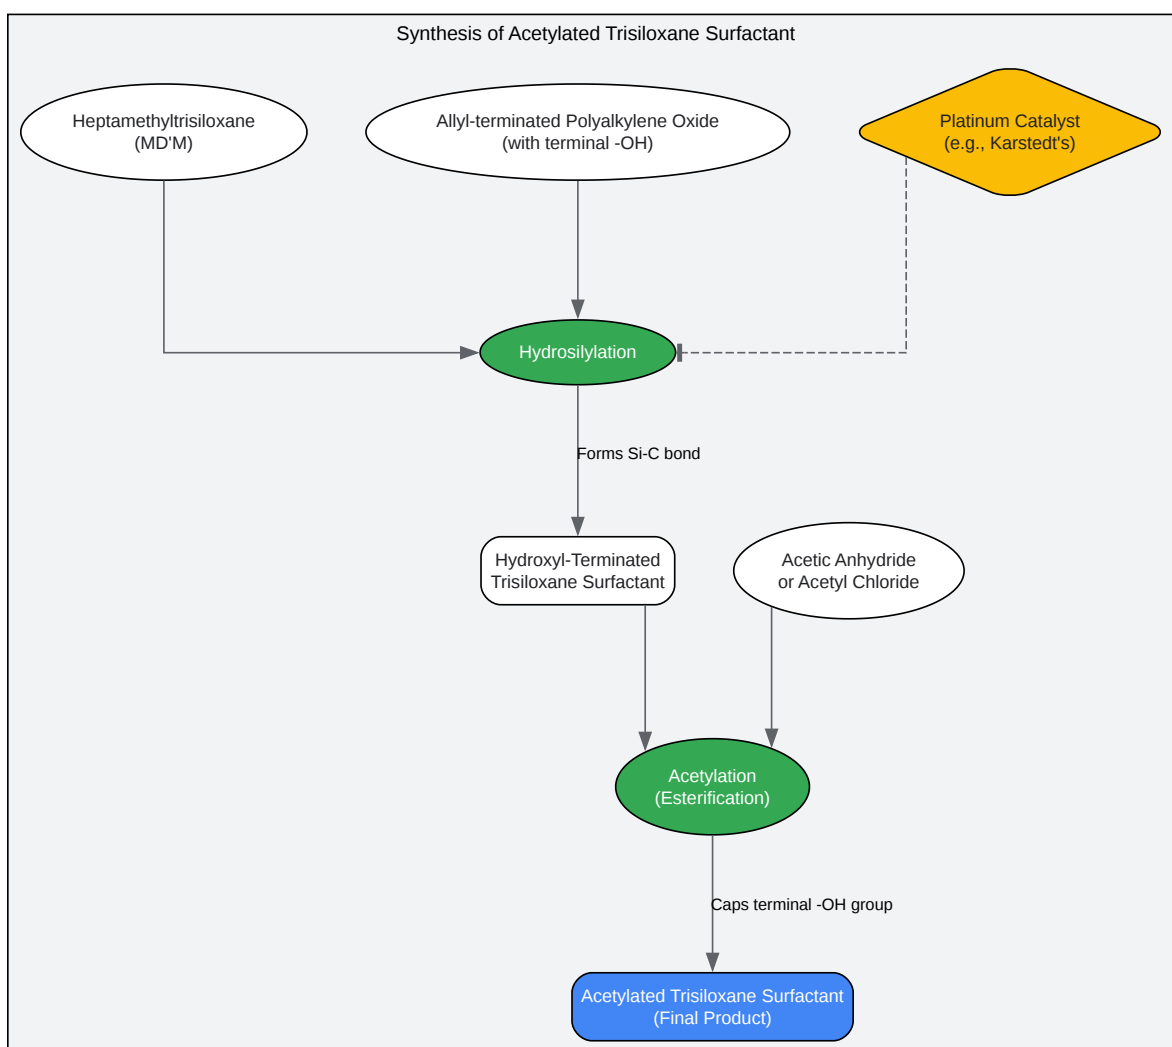 Synthesis of Acetylated Trisiloxane Surfactant
Heptamethyltrisiloxane
(MD'M)
Allyl-terminated Polyalkylene Oxide
(with terminal -OH)
Platinum Catalyst
(e.g., Karstedt's)
Hydrosilylation
Forms Si-C bond
Hydroxyl-Terminated
Trisiloxane Surfactant
Acetic Anhydride
or Acetyl Chloride
Acetylation
(Esterification)
Caps terminal -OH group
Acetylated Trisiloxane Surfactant
(Final Product)